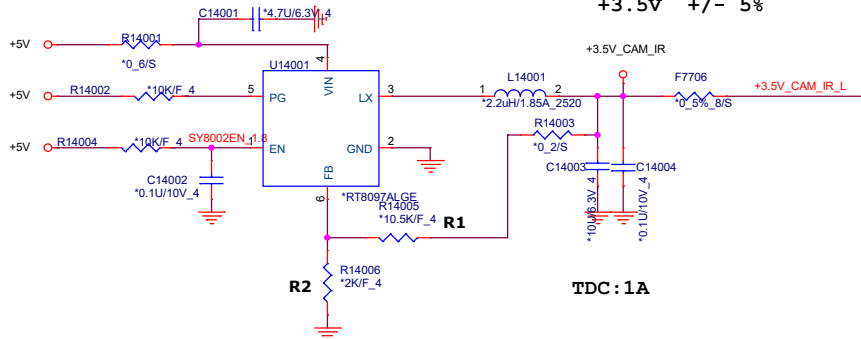 +3.5V +/- 5%
C14001
*4.7U/6.3V_4
+5V
R14001
*0_6/S
+3.5V_CAM_IR
U14001
4
VIN
+5V
R14002
*10K/F_4
5
PG
LX
3
1
L14001
2
*2.2uH/1.85A_2520
F7706
*0_5%_8/S
+3.5V_CAM_IR_L
+5V
R14004
*10K/F_4
SY8002EN_1.8
1
EN
GND
2
R14003
*0_2/S
C14002
*0.1U/10V_4
FB
6
*RT8097ALGE
C14003
*10U/6.3V_4
C14004
*0.1U/10V_4
R14005
*10.5K/F_4
R1
R2
R14006
*2K/F_4
TDC:1A